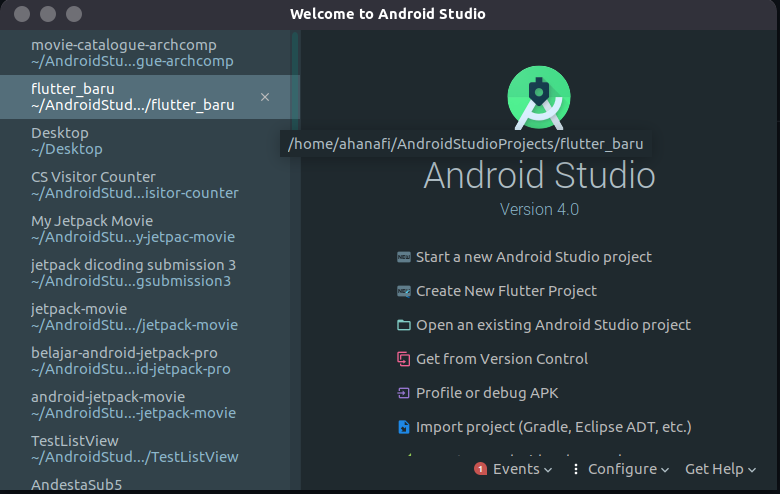 Welcome to Android Studio
movie-catalogue-archcomp
~/AndroidStu...gue-archcomp
flutter_baru
~/AndroidStud.../flutter_baru
Desktop
~/Desktop
CS Visitor Counter
~/AndroidStud...isitor-counter
My Jetpack Movie
~/AndroidStu...y-jetpac-movie
jetpack dicoding submission 3
~/AndroidStu...gsubmission3
jetpack-movie
~/AndroidStu.../jetpack-movie
belajar-android-jetpack-pro
~/AndroidStu...id-jetpack-pro
android-jetpack-movie
~/AndroidStu...-jetpack-movie
TestListView
~/AndroidStud.../TestListView
AndestaSub5
/home/ahanafi/AndroidStudioProjects/flutter_baru
Android Studio
Version 4.0
Start a new Android Studio project
Create New Flutter Project
Open an existing Android Studio project
Get from Version Control
Profile or debug APK
Import project (Gradle, Eclipse ADT, etc.)
1 Events Configure Get Help